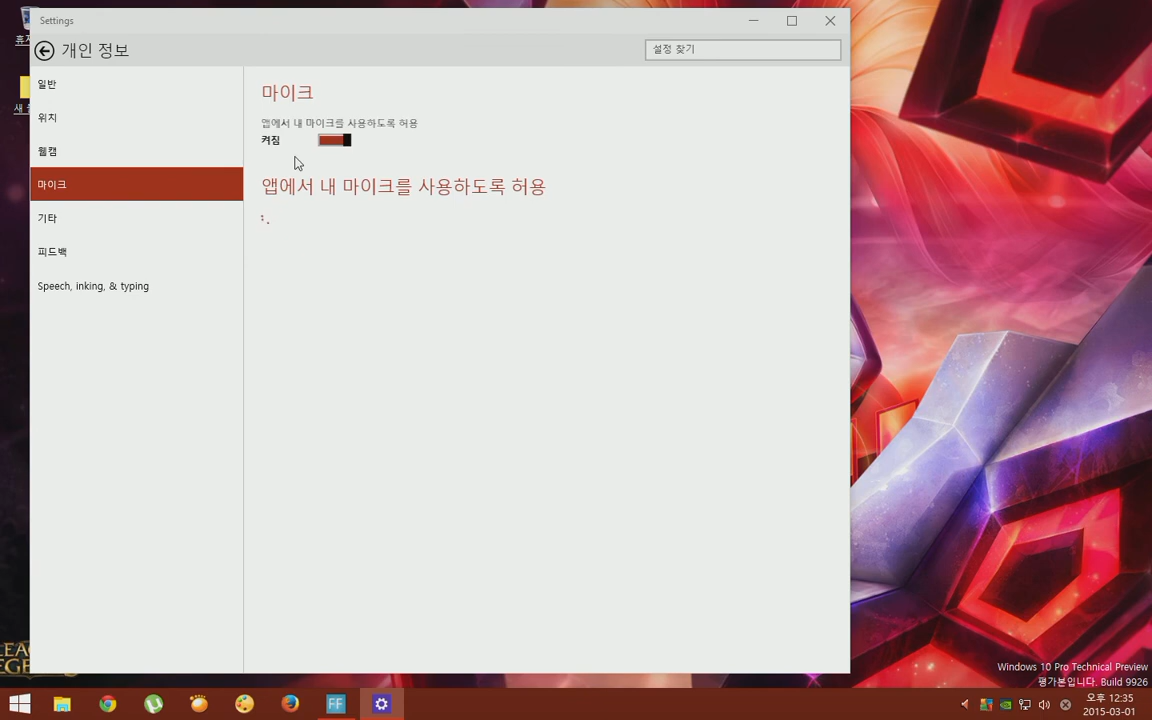 Settings
개인 정보
설정 찾기
일반
위치
웹캠
마이크
기타
피드백
Speech, inking, & typing
마이크
앱에서 내 마이크를 사용하도록 허용
켜짐
앱에서 내 마이크를 사용하도록 허용
휴지
새
Windows 10 Pro Technical Preview
평가본입니다. Build 9926
FF
오후 12:35
2015-03-01